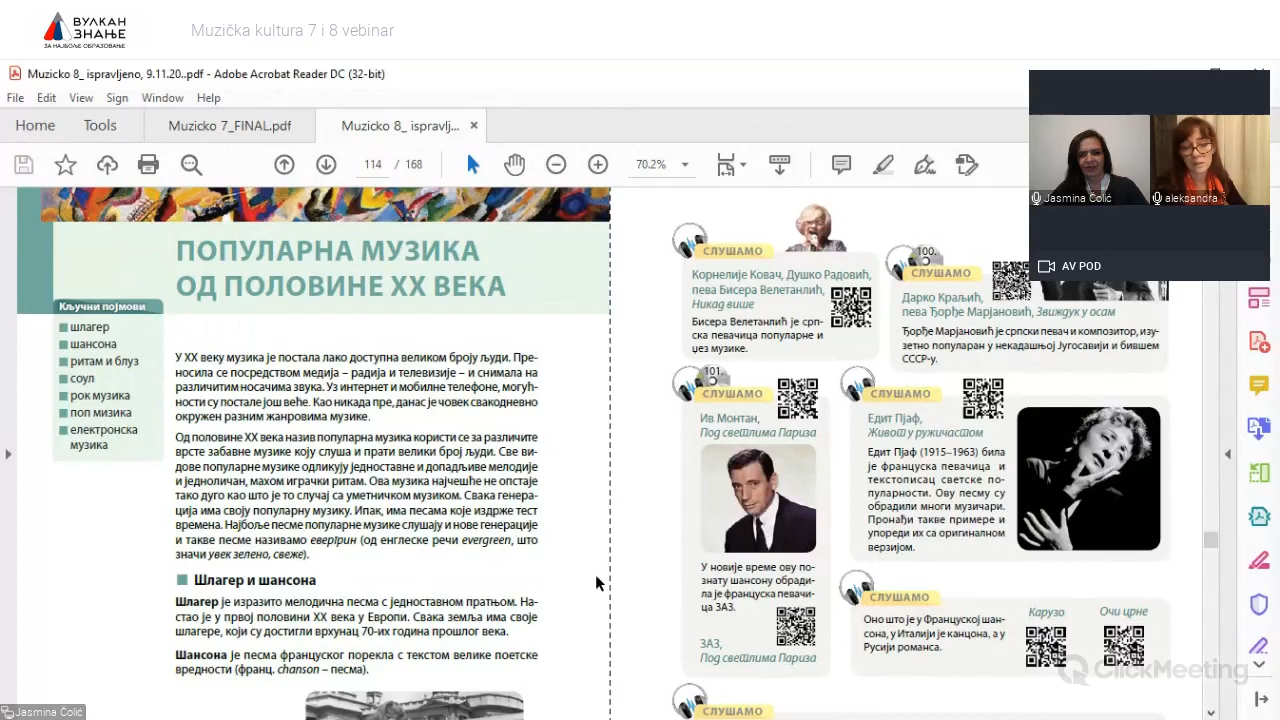 ВУЛКАН
ЗНАЊЕ
ЗА НАЈБОЉЕ ОБРАЗОВАЊЕ
Muzička kultura 7 i 8 vebinar
Muzicko 8_ ispravljeno, 9.11.20..pdf - Adobe Acrobat Reader DC (32-bit)
File Edit View Sign Window Help
Home Tools Muzicko 7_FINAL.pdf Muzicko 8_ ispravlj... ×
114 / 168 70.2%
Jasmina Čolić aleksandra
AV POD
ПОПУЛАРНА МУЗИКА
ОД ПОЛОВИНЕ XX ВЕКА
Кључни појмови
шлагер
шансона
ритам и блуз
соул
рок музика
поп мизика
електронска
музика
У XX веку музика је постала лако доступна великом броју људи. Пре-
носила се посредством медија – радија и телевизије – и снимала на
различитим носачима звука. Уз интернет и мобилне телефоне, могућ-
ности су постале још веће. Као никада пре, данас је човек свакодневно
окружен разним жанровима музике.
Од половине XX века назив популарна музика користи се за различите
врсте забавне музике коју слуша и прати велики број људи. Све ви-
дове популарне музике одликују једноставне и допадљиве мелодије
и једноличан, махом играчки ритам. Ова музика најчешће не опстаје
тако дуго као што је то случај са уметничком музиком. Свака генера-
ција има своју популарну музику. Ипак, има песама које издрже тест
времена. Најбоље песме популарне музике слушају и нове генерације
и такве песме називамо евергрин (од енглеске речи evergreen, што
значи увек зелено, свеже).
Шлагер и шансона
Шлагер је изразито мелодична песма с једноставном пратњом. На-
стао је у првој половини XX века у Европи. Свака земља има своје
шлагере, који су достигли врхунац 70-их година прошлог века.
Шансона је песма француског порекла с текстом велике поетске
вредности (франц. chanson – песма).
СЛУШАМО
Корнелије Ковач, Душко Радовић,
пева Бисера Велетанлић,
Никад више
Бисера Велетанлић је срп-
ска певачица популарне и
џез музике.
100.
СЛУШАМО
Дарко Краљић,
пева Ђорђе Марјановић, Звиждук у осам
Ђорђе Марјановић је српски певач и композитор, изу-
зетно популаран у некадашњој Југославији и бившем
СССР-у.
101.
СЛУШАМО
Ив Монтан,
Под светлима Париза
У новије време ову по-
знату шансону обради-
ла је француска певачи-
ца ЗАЗ.
ЗАЗ,
Под светлима Париза
СЛУШАМО
Едит Пјаф,
Живот у ружичастом
Едит Пјаф (1915–1963) била
је француска певачица и
текстописац светске по-
пуларности. Ову песму су
обрадили многи музичари.
Пронађи такве примере и
упореди их са оригиналном
верзијом.
СЛУШАМО
Оно што је у Француској шан-
сона, у Италији је канцона, а у
Русији романса.
Карузо Очи црне
СЛУШАМО
ClickMeeting
Jasmina Čolić